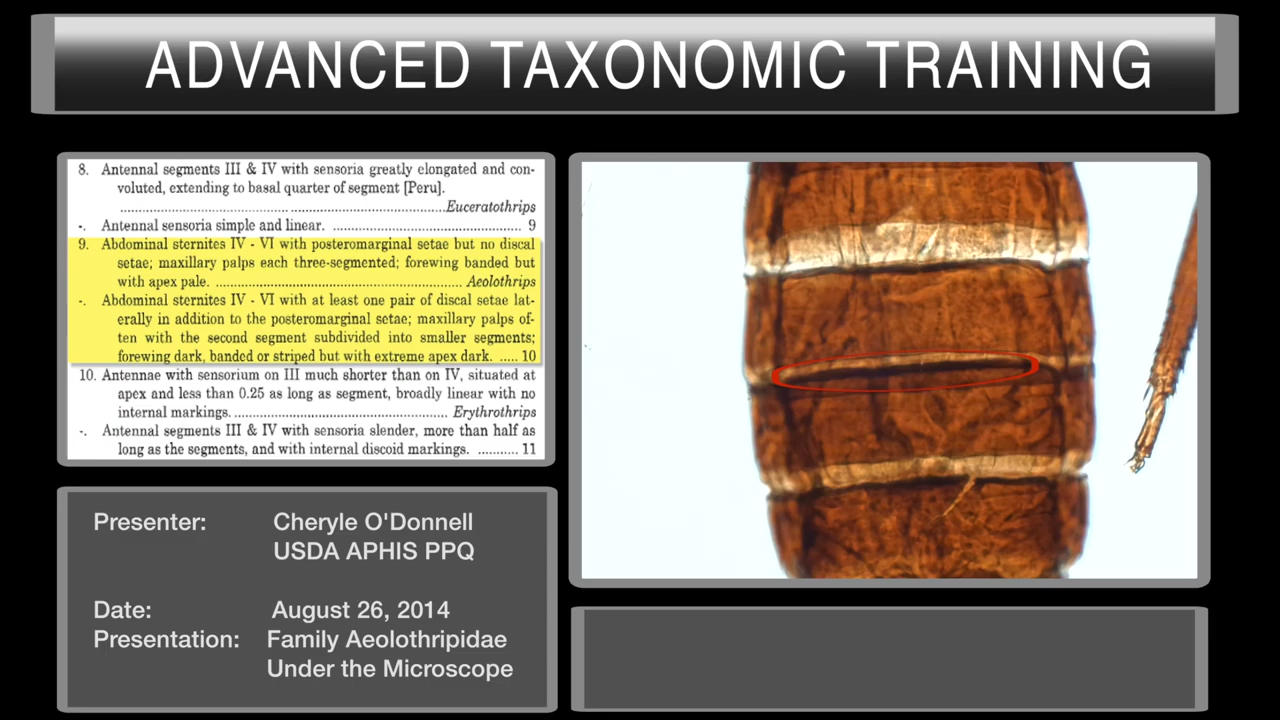 ADVANCED TAXONOMIC TRAINING
8. Antennal segments III & IV with sensoria greatly elongated and con-
voluted, extending to basal quarter of segment [Peru].
........................................................................Euceratothrips
-. Antennal sensoria simple and linear. ........................................ 9
9. Abdominal sternites IV - VI with posteromarginal setae but no discal
setae; maxillary palps each three-segmented; forewing banded but
with apex pale. ..................................................... Aeolothrips
-. Abdominal sternites IV - VI with at least one pair of discal setae lat-
erally in addition to the posteromarginal setae; maxillary palps of-
ten with the second segment subdivided into smaller segments;
forewing dark, banded or striped but with extreme apex dark. ..... 10
10. Antennae with sensorium on III much shorter than on IV, situated at
apex and less than 0.25 as long as segment, broadly linear with no
internal markings............................................... Erythrothrips
-. Antennal segments III & IV with sensoria slender, more than half as
long as the segments, and with internal discoid markings. .......... 11
Presenter: Cheryle O'Donnell
USDA APHIS PPQ
Date: August 26, 2014
Presentation: Family Aeolothripidae
Under the Microscope